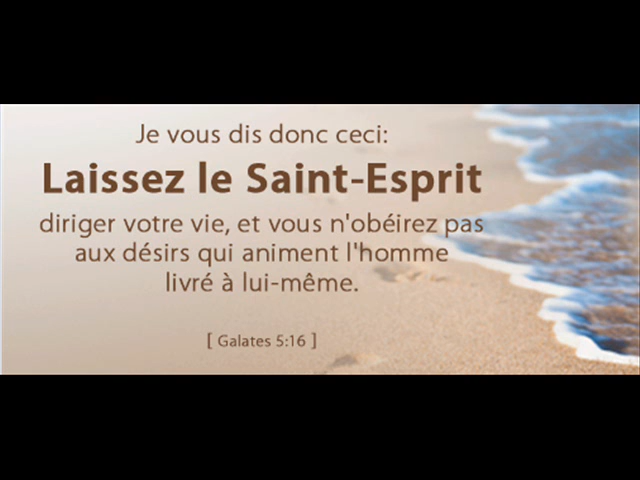 Je vous dis donc ceci:
Laissez le Saint-Esprit
diriger votre vie, et vous n'obéirez pas
aux désirs qui animent l'homme
livré à lui-même.
[ Galates 5:16 ]